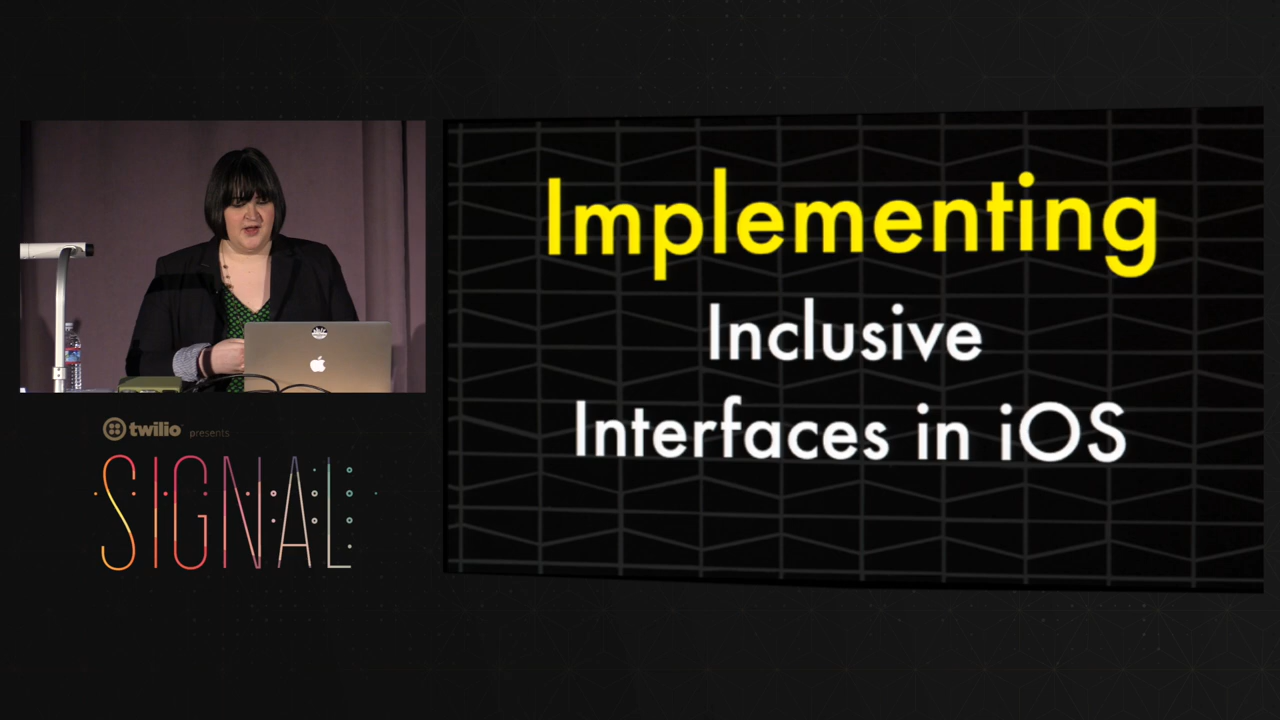 twilio presents
SIGNAL
Implementing
Inclusive
Interfaces in iOS